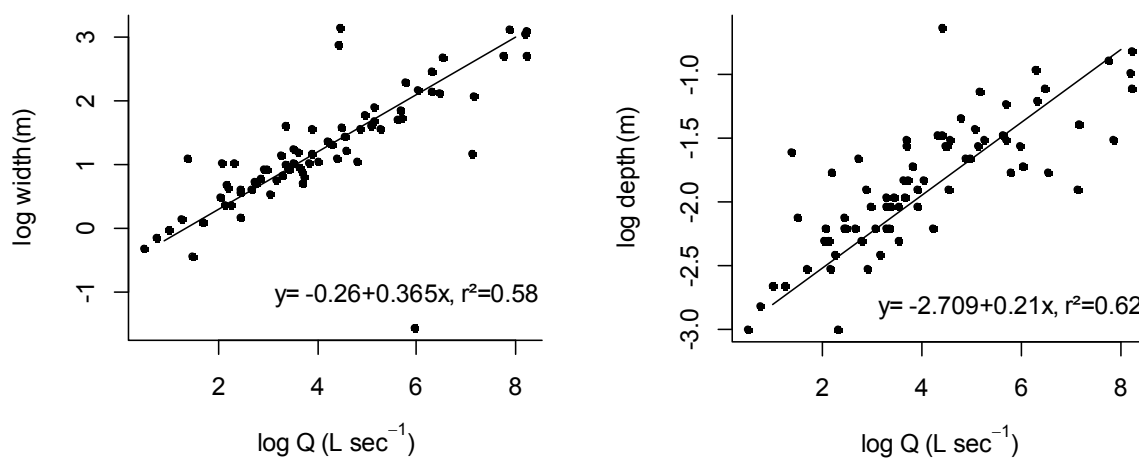 log width (m)
3
2
1
0
-1
y= -0.26+0.365x, r²=0.58
2 4 6 8
log Q (L sec⁻¹)
log depth (m)
-1.0
-1.5
-2.0
-2.5
-3.0
y= -2.709+0.21x, r²=0.62
2 4 6 8
log Q (L sec⁻¹)